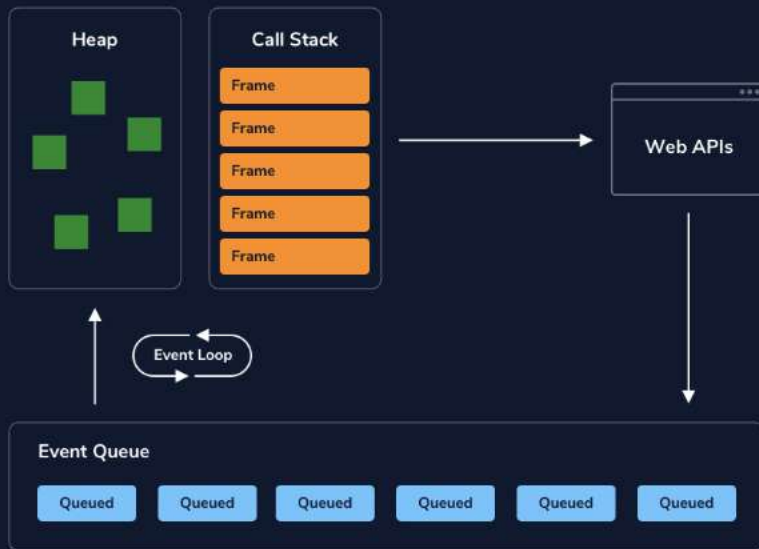 Heap
Call Stack
Frame
Frame
Frame
Frame
Frame
Web APIs
Event Loop
Event Queue
Queued
Queued
Queued
Queued
Queued
Queued